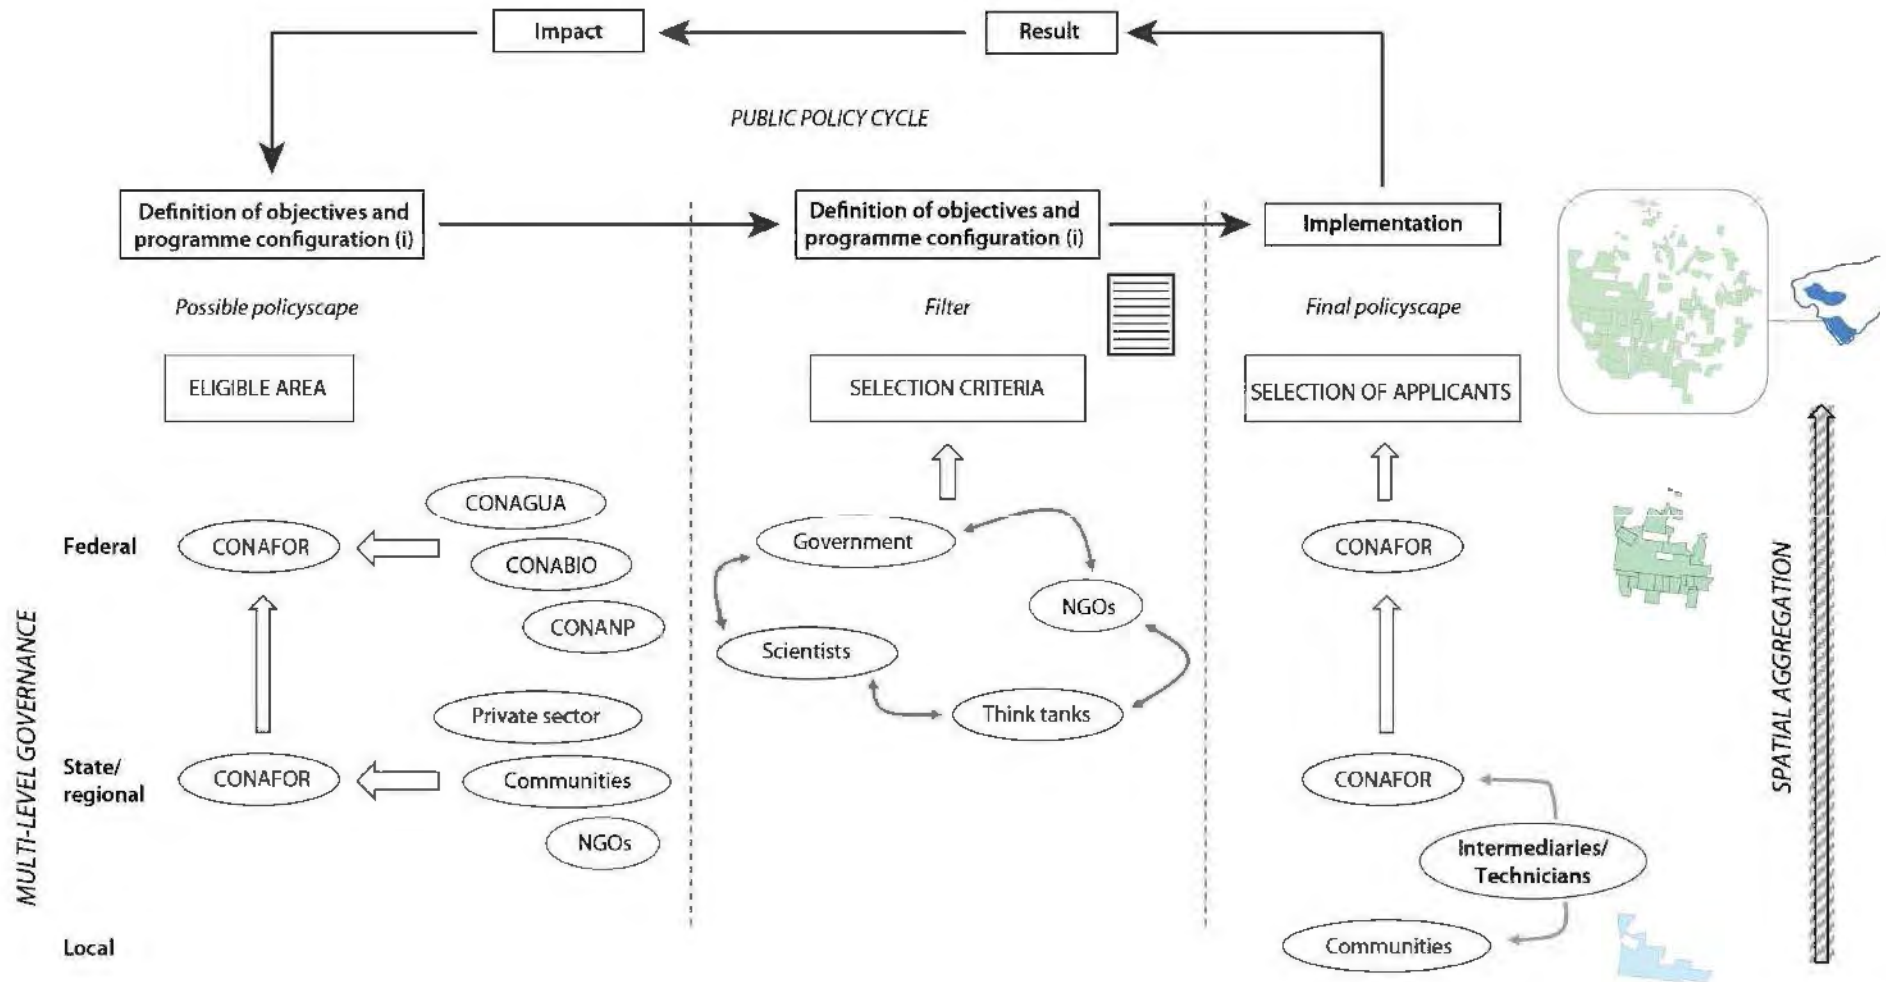 Impact
Result
PUBLIC POLICY CYCLE
Definition of objectives and
programme configuration (i)
Definition of objectives and
programme configuration (i)
Implementation
Possible policyscape
Filter
Final policyscape
ELIGIBLE AREA
SELECTION CRITERIA
SELECTION OF APPLICANTS
MULTI-LEVEL GOVERNANCE
Federal
CONAFOR
CONAGUA
CONABIO
CONANP
State/
regional
CONAFOR
Private sector
Communities
NGOs
Local
Government
NGOs
Scientists
Think tanks
CONAFOR
CONAFOR
Intermediaries/
Technicians
Communities
SPATIAL AGGREGATION